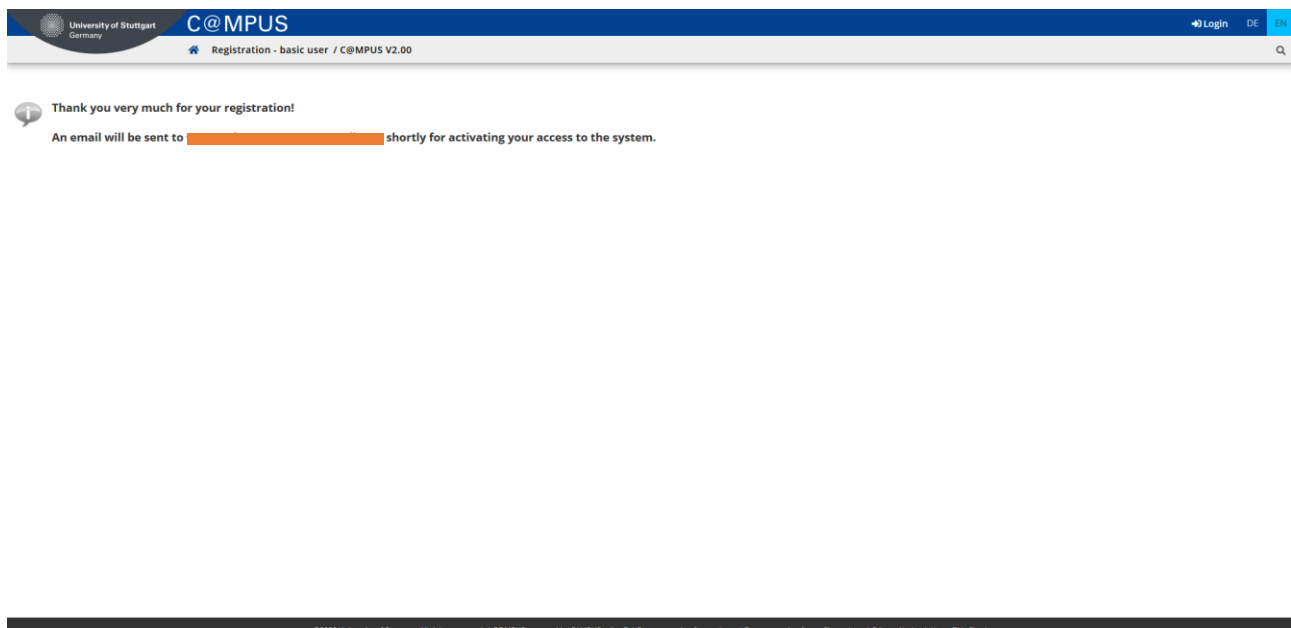 University of Stuttgart
Germany
C@MPUS
Login DE EN
Registration - basic user / C@MPUS V2.00
Thank you very much for your registration!
An email will be sent to shortly for activating your access to the system.